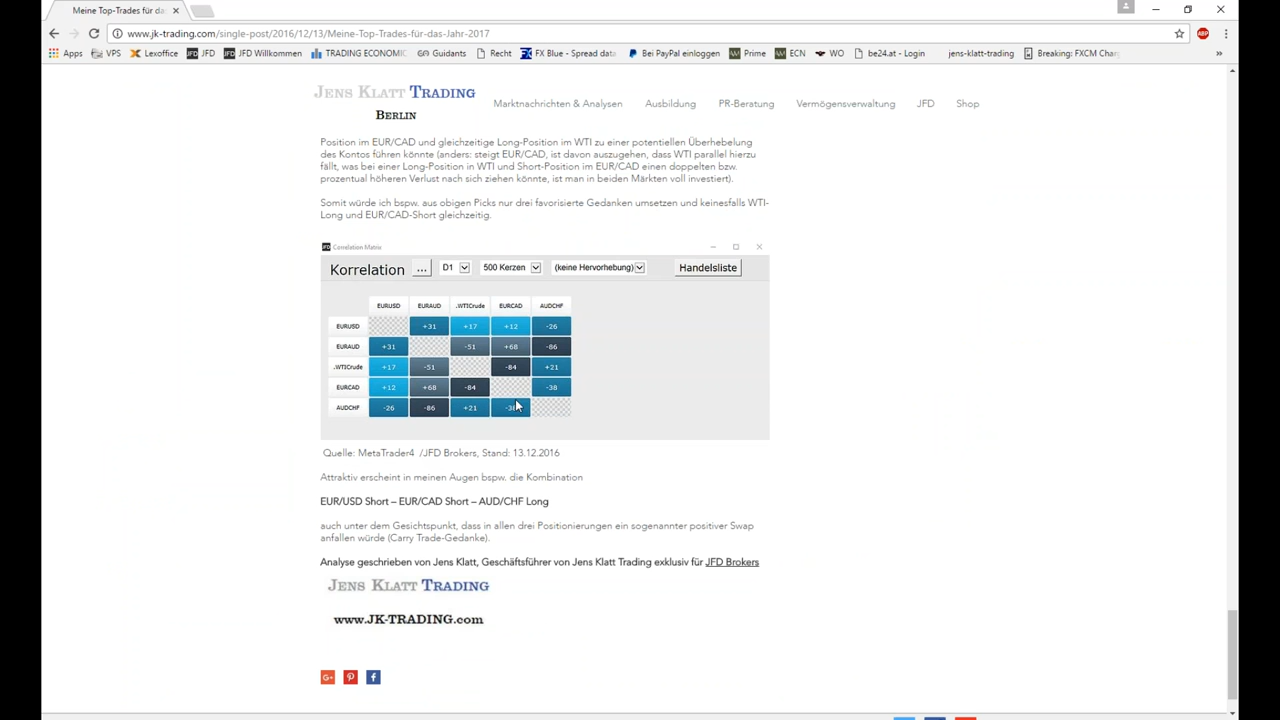 Meine Top-Trades für das
www.jk-trading.com/single-post/2016/12/13/Meine-Top-Trades-für-das-Jahr-2017
Apps VPS Lexoffice JFD JFD Willkommen TRADING ECONOMIC Guidants Recht FX Blue - Spread data Bei PayPal einloggen Prime ECN WO be24.at - Login jens-klatt-trading Breaking: FXCM Chan »
JENS KLATT TRADING
BERLIN
Marktnachrichten & Analysen Ausbildung PR-Beratung Vermögensverwaltung JFD Shop
Position im EUR/CAD und gleichzeitige Long-Position im WTI zu einer potentiellen Überhebelung
des Kontos führen könnte (anders: steigt EUR/CAD, ist davon auszugehen, dass WTI parallel hierzu
fällt, was bei einer Long-Position in WTI und Short-Position im EUR/CAD einen doppelten bzw.
prozentual höheren Verlust nach sich ziehen könnte, ist man in beiden Märkten voll investiert).
Somit würde ich bspw. aus obigen Picks nur drei favorisierte Gedanken umsetzen und keinesfalls WTI-
Long und EUR/CAD-Short gleichzeitig.
JFD Correlation Matrix
Korrelation ... D1 500 Kerzen (keine Hervorhebung) Handelsliste
EURUSD EURAUD .WTICrude EURCAD AUDCHF
EURUSD +31 +17 +12 -26
EURAUD +31 -51 +68 -86
.WTICrude +17 -51 -84 +21
EURCAD +12 +68 -84 -38
AUDCHF -26 -86 +21 -38
Quelle: MetaTrader4 /JFD Brokers, Stand: 13.12.2016
Attraktiv erscheint in meinen Augen bspw. die Kombination
EUR/USD Short – EUR/CAD Short – AUD/CHF Long
auch unter dem Gesichtspunkt, dass in allen drei Positionierungen ein sogenannter positiver Swap
anfallen würde (Carry Trade-Gedanke).
Analyse geschrieben von Jens Klatt, Geschäftsführer von Jens Klatt Trading exklusiv für JFD Brokers
JENS KLATT TRADING
www.JK-TRADING.com
G+